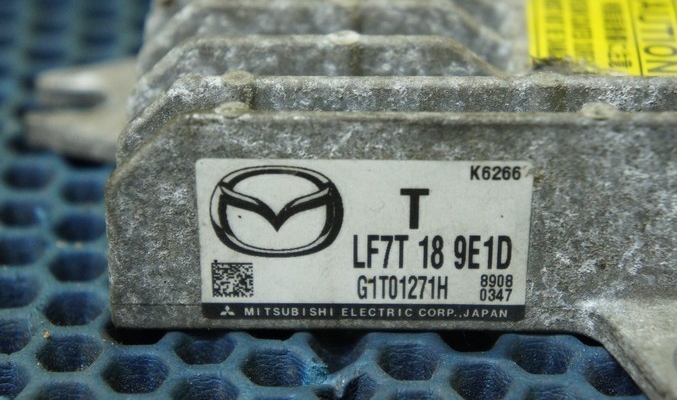 K6266
T
LF7T 18 9E1D
G1T01271H
8908
0347
MITSUBISHI ELECTRIC CORP., JAPAN